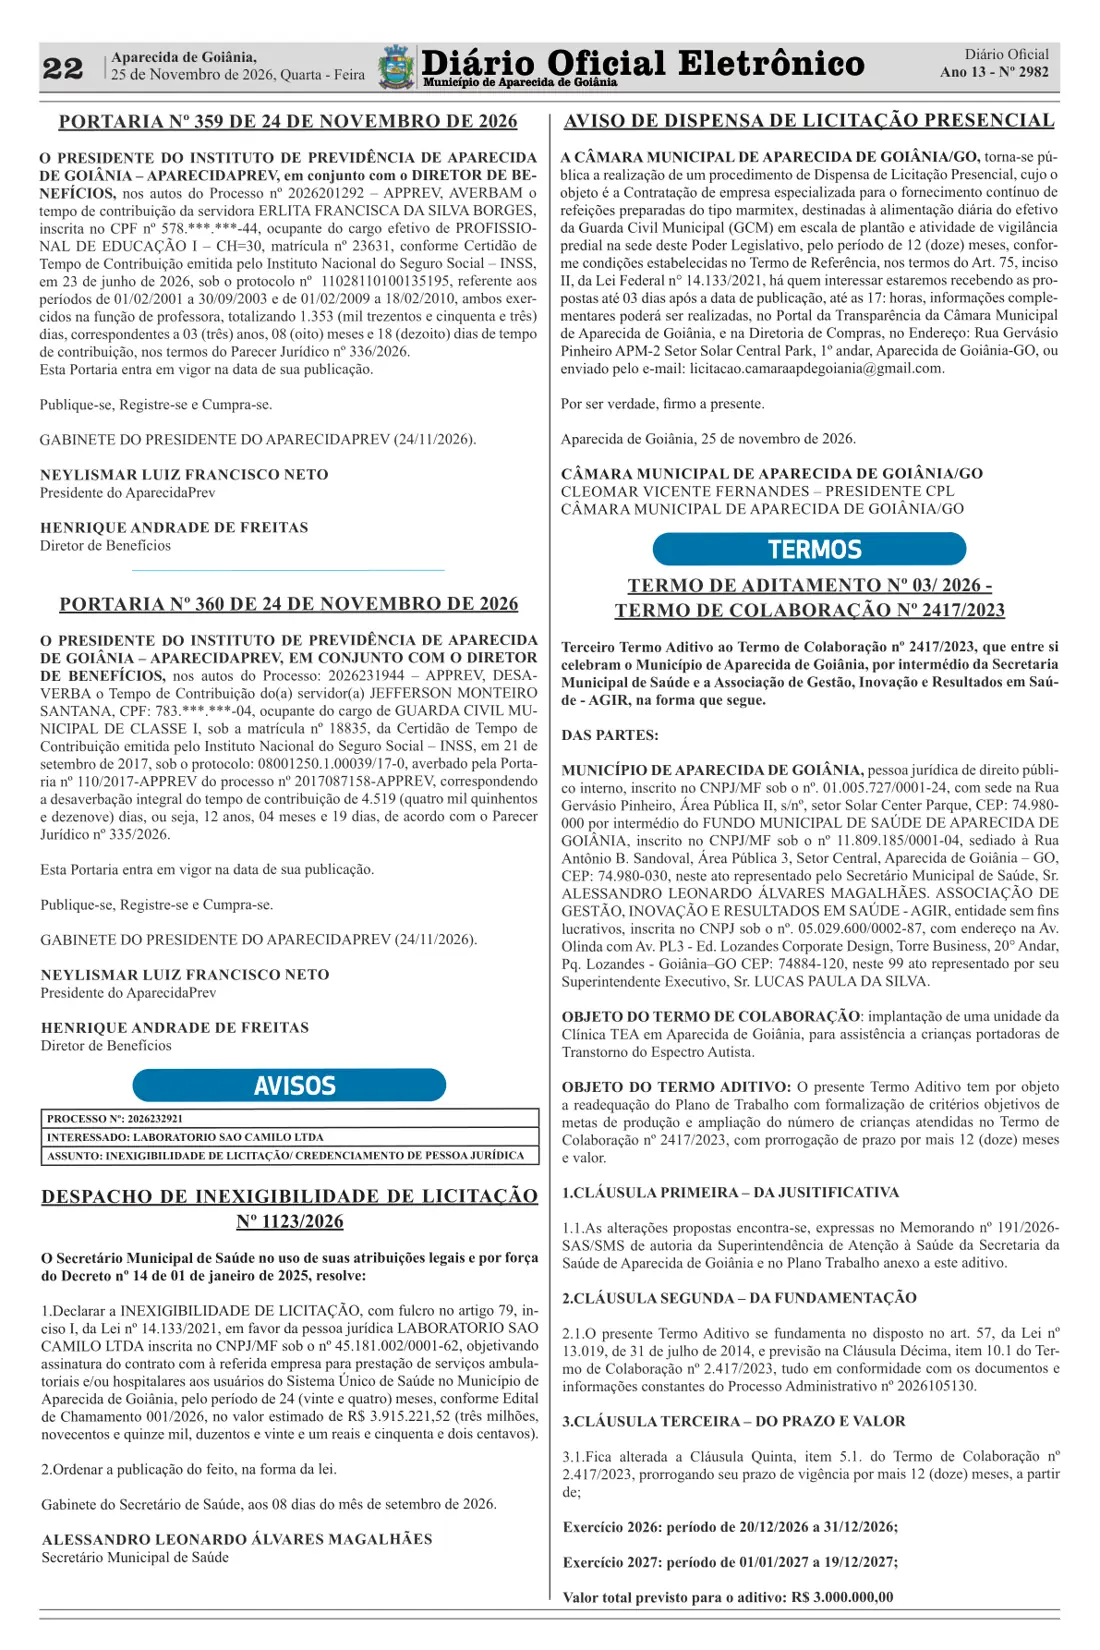 22
Aparecida de Goiânia,
25 de Novembro de 2026, Quarta - Feira
Diário Oficial Eletrônico
Município de Aparecida de Goiânia
Diário Oficial
Ano 13 - Nº 2982
PORTARIA Nº 359 DE 24 DE NOVEMBRO DE 2026
O PRESIDENTE DO INSTITUTO DE PREVIDÊNCIA DE APARECIDA
DE GOIÂNIA – APARECIDAPREV, em conjunto com o DIRETOR DE BE-
NEFÍCIOS, nos autos do Processo nº 2026201292 – APPREV, AVERBAM o
tempo de contribuição da servidora ERLITA FRANCISCA DA SILVA BORGES,
inscrita no CPF nº 578.***.***-44, ocupante do cargo efetivo de PROFISSIO-
NAL DE EDUCAÇÃO I – CH=30, matrícula nº 23631, conforme Certidão de
Tempo de Contribuição emitida pelo Instituto Nacional do Seguro Social – INSS,
em 23 de junho de 2026, sob o protocolo nº 11028110100135195, referente aos
períodos de 01/02/2001 a 30/09/2003 e de 01/02/2009 a 18/02/2010, ambos exer-
cidos na função de professora, totalizando 1.353 (mil trezentos e cinquenta e três)
dias, correspondentes a 03 (três) anos, 08 (oito) meses e 18 (dezoito) dias de tempo
de contribuição, nos termos do Parecer Jurídico nº 336/2026.
Esta Portaria entra em vigor na data de sua publicação.
Publique-se, Registre-se e Cumpra-se.
GABINETE DO PRESIDENTE DO APARECIDAPREV (24/11/2026).
NEYLISMAR LUIZ FRANCISCO NETO
Presidente do AparecidaPrev
HENRIQUE ANDRADE DE FREITAS
Diretor de Benefícios
PORTARIA Nº 360 DE 24 DE NOVEMBRO DE 2026
O PRESIDENTE DO INSTITUTO DE PREVIDÊNCIA DE APARECIDA
DE GOIÂNIA – APARECIDAPREV, EM CONJUNTO COM O DIRETOR
DE BENEFÍCIOS, nos autos do Processo: 2026231944 – APPREV, DESA-
VERBA o Tempo de Contribuição do(a) servidor(a) JEFFERSON MONTEIRO
SANTANA, CPF: 783.***.***-04, ocupante do cargo de GUARDA CIVIL MU-
NICIPAL DE CLASSE I, sob a matrícula nº 18835, da Certidão de Tempo de
Contribuição emitida pelo Instituto Nacional do Seguro Social – INSS, em 21 de
setembro de 2017, sob o protocolo: 08001250.1.00039/17-0, averbado pela Porta-
ria nº 110/2017-APPREV do processo nº 2017087158-APPREV, correspondendo
a desaverbação integral do tempo de contribuição de 4.519 (quatro mil quinhentos
e dezenove) dias, ou seja, 12 anos, 04 meses e 19 dias, de acordo com o Parecer
Jurídico nº 335/2026.
Esta Portaria entra em vigor na data de sua publicação.
Publique-se, Registre-se e Cumpra-se.
GABINETE DO PRESIDENTE DO APARECIDAPREV (24/11/2026).
NEYLISMAR LUIZ FRANCISCO NETO
Presidente do AparecidaPrev
HENRIQUE ANDRADE DE FREITAS
Diretor de Benefícios
AVISOS
PROCESSO Nº: 2026232921
INTERESSADO: LABORATORIO SAO CAMILO LTDA
ASSUNTO: INEXIGIBILIDADE DE LICITAÇÃO/ CREDENCIAMENTO DE PESSOA JURÍDICA
DESPACHO DE INEXIGIBILIDADE DE LICITAÇÃO
Nº 1123/2026
O Secretário Municipal de Saúde no uso de suas atribuições legais e por força
do Decreto nº 14 de 01 de janeiro de 2025, resolve:
1.Declarar a INEXIGIBILIDADE DE LICITAÇÃO, com fulcro no artigo 79, in-
ciso I, da Lei nº 14.133/2021, em favor da pessoa jurídica LABORATORIO SAO
CAMILO LTDA inscrita no CNPJ/MF sob o nº 45.181.002/0001-62, objetivando
assinatura do contrato com à referida empresa para prestação de serviços ambula-
toriais e/ou hospitalares aos usuários do Sistema Único de Saúde no Município de
Aparecida de Goiânia, pelo período de 24 (vinte e quatro) meses, conforme Edital
de Chamamento 001/2026, no valor estimado de R$ 3.915.221,52 (três milhões,
novecentos e quinze mil, duzentos e vinte e um reais e cinquenta e dois centavos).
2.Ordenar a publicação do feito, na forma da lei.
Gabinete do Secretário de Saúde, aos 08 dias do mês de setembro de 2026.
ALESSANDRO LEONARDO ÁLVARES MAGALHÃES
Secretário Municipal de Saúde
AVISO DE DISPENSA DE LICITAÇÃO PRESENCIAL
A CÂMARA MUNICIPAL DE APARECIDA DE GOIÂNIA/GO, torna-se pú-
blica a realização de um procedimento de Dispensa de Licitação Presencial, cujo o
objeto é a Contratação de empresa especializada para o fornecimento contínuo de
refeições preparadas do tipo marmitex, destinadas à alimentação diária do efetivo
da Guarda Civil Municipal (GCM) em escala de plantão e atividade de vigilância
predial na sede deste Poder Legislativo, pelo período de 12 (doze) meses, confor-
me condições estabelecidas no Termo de Referência, nos termos do Art. 75, inciso
II, da Lei Federal n° 14.133/2021, há quem interessar estaremos recebendo as pro-
postas até 03 dias após a data de publicação, até as 17: horas, informações comple-
mentares poderá ser realizadas, no Portal da Transparência da Câmara Municipal
de Aparecida de Goiânia, e na Diretoria de Compras, no Endereço: Rua Gervásio
Pinheiro APM-2 Setor Solar Central Park, 1º andar, Aparecida de Goiânia-GO, ou
enviado pelo e-mail: licitacao.camaraapdegoiania@gmail.com.
Por ser verdade, firmo a presente.
Aparecida de Goiânia, 25 de novembro de 2026.
CÂMARA MUNICIPAL DE APARECIDA DE GOIÂNIA/GO
CLEOMAR VICENTE FERNANDES – PRESIDENTE CPL
CÂMARA MUNICIPAL DE APARECIDA DE GOIÂNIA/GO
TERMOS
TERMO DE ADITAMENTO Nº 03/ 2026 -
TERMO DE COLABORAÇÃO Nº 2417/2023
Terceiro Termo Aditivo ao Termo de Colaboração nº 2417/2023, que entre si
celebram o Município de Aparecida de Goiânia, por intermédio da Secretaria
Municipal de Saúde e a Associação de Gestão, Inovação e Resultados em Saú-
de - AGIR, na forma que segue.
DAS PARTES:
MUNICÍPIO DE APARECIDA DE GOIÂNIA, pessoa jurídica de direito públi-
co interno, inscrito no CNPJ/MF sob o nº. 01.005.727/0001-24, com sede na Rua
Gervásio Pinheiro, Área Pública II, s/nº, setor Solar Center Parque, CEP: 74.980-
000 por intermédio do FUNDO MUNICIPAL DE SAÚDE DE APARECIDA DE
GOIÂNIA, inscrito no CNPJ/MF sob o nº 11.809.185/0001-04, sediado à Rua
Antônio B. Sandoval, Área Pública 3, Setor Central, Aparecida de Goiânia – GO,
CEP: 74.980-030, neste ato representado pelo Secretário Municipal de Saúde, Sr.
ALESSANDRO LEONARDO ÁLVARES MAGALHÃES. ASSOCIAÇÃO DE
GESTÃO, INOVAÇÃO E RESULTADOS EM SAÚDE - AGIR, entidade sem fins
lucrativos, inscrita no CNPJ sob o nº. 05.029.600/0002-87, com endereço na Av.
Olinda com Av. PL3 - Ed. Lozandes Corporate Design, Torre Business, 20° Andar,
Pq. Lozandes - Goiânia–GO CEP: 74884-120, neste 99 ato representado por seu
Superintendente Executivo, Sr. LUCAS PAULA DA SILVA.
OBJETO DO TERMO DE COLABORAÇÃO: implantação de uma unidade da
Clínica TEA em Aparecida de Goiânia, para assistência a crianças portadoras de
Transtorno do Espectro Autista.
OBJETO DO TERMO ADITIVO: O presente Termo Aditivo tem por objeto
a readequação do Plano de Trabalho com formalização de critérios objetivos de
metas de produção e ampliação do número de crianças atendidas no Termo de
Colaboração nº 2417/2023, com prorrogação de prazo por mais 12 (doze) meses
e valor.
1.CLÁUSULA PRIMEIRA – DA JUSITIFICATIVA
1.1.As alterações propostas encontra-se, expressas no Memorando nº 191/2026-
SAS/SMS de autoria da Superintendência de Atenção à Saúde da Secretaria da
Saúde de Aparecida de Goiânia e no Plano Trabalho anexo a este aditivo.
2.CLÁUSULA SEGUNDA – DA FUNDAMENTAÇÃO
2.1.O presente Termo Aditivo se fundamenta no disposto no art. 57, da Lei nº
13.019, de 31 de julho de 2014, e previsão na Cláusula Décima, item 10.1 do Ter-
mo de Colaboração nº 2.417/2023, tudo em conformidade com os documentos e
informações constantes do Processo Administrativo nº 2026105130.
3.CLÁUSULA TERCEIRA – DO PRAZO E VALOR
3.1.Fica alterada a Cláusula Quinta, item 5.1. do Termo de Colaboração nº
2.417/2023, prorrogando seu prazo de vigência por mais 12 (doze) meses, a partir
de;
Exercício 2026: período de 20/12/2026 a 31/12/2026;
Exercício 2027: período de 01/01/2027 a 19/12/2027;
Valor total previsto para o aditivo: R$ 3.000.000,00